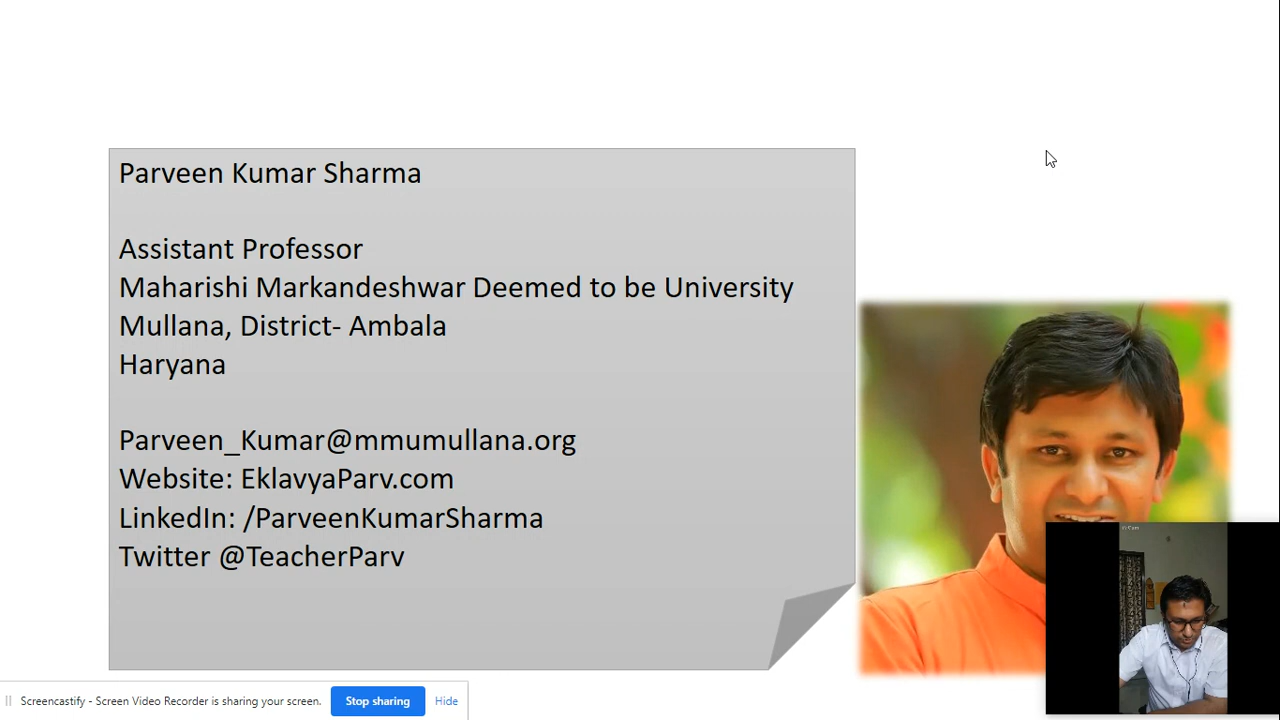 Parveen Kumar Sharma
Assistant Professor
Maharishi Markandeshwar Deemed to be University
Mullana, District- Ambala
Haryana
Parveen_Kumar@mmumullana.org
Website: EklavyaParv.com
LinkedIn: /ParveenKumarSharma
Twitter @TeacherParv
Screencastify - Screen Video Recorder is sharing your screen.
Stop sharing
Hide